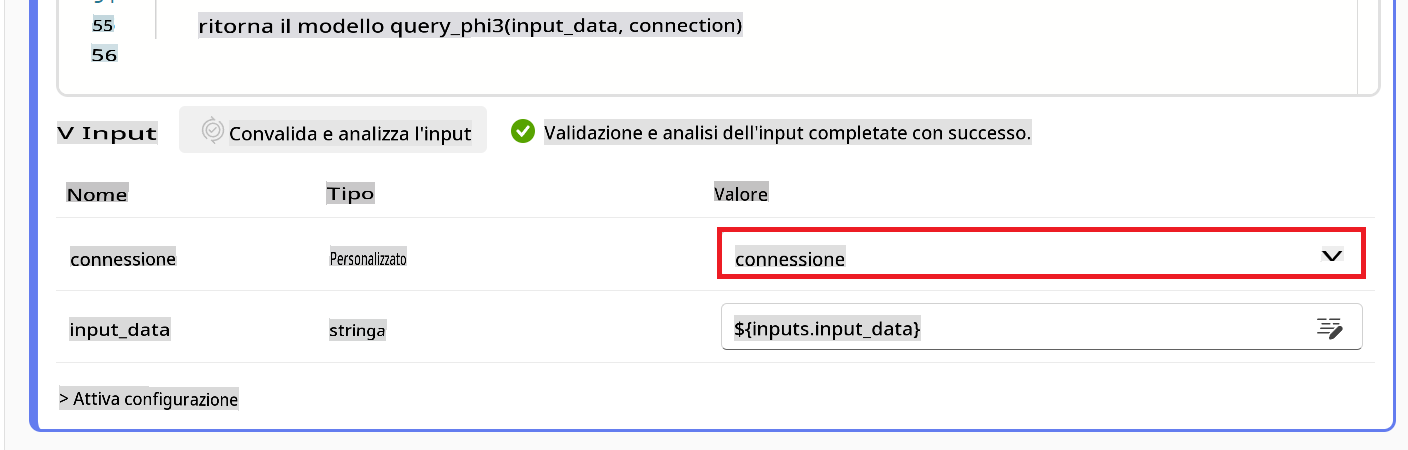 55 ritorna il modello query_phi3(input_data, connection)
56
V Input Convalida e analizza l'input Validazione e analisi dell'input completate con successo.
Nome Tipo Valore
connessione Personalizzato connessione
input_data stringa ${inputs.input_data}
> Attiva configurazione